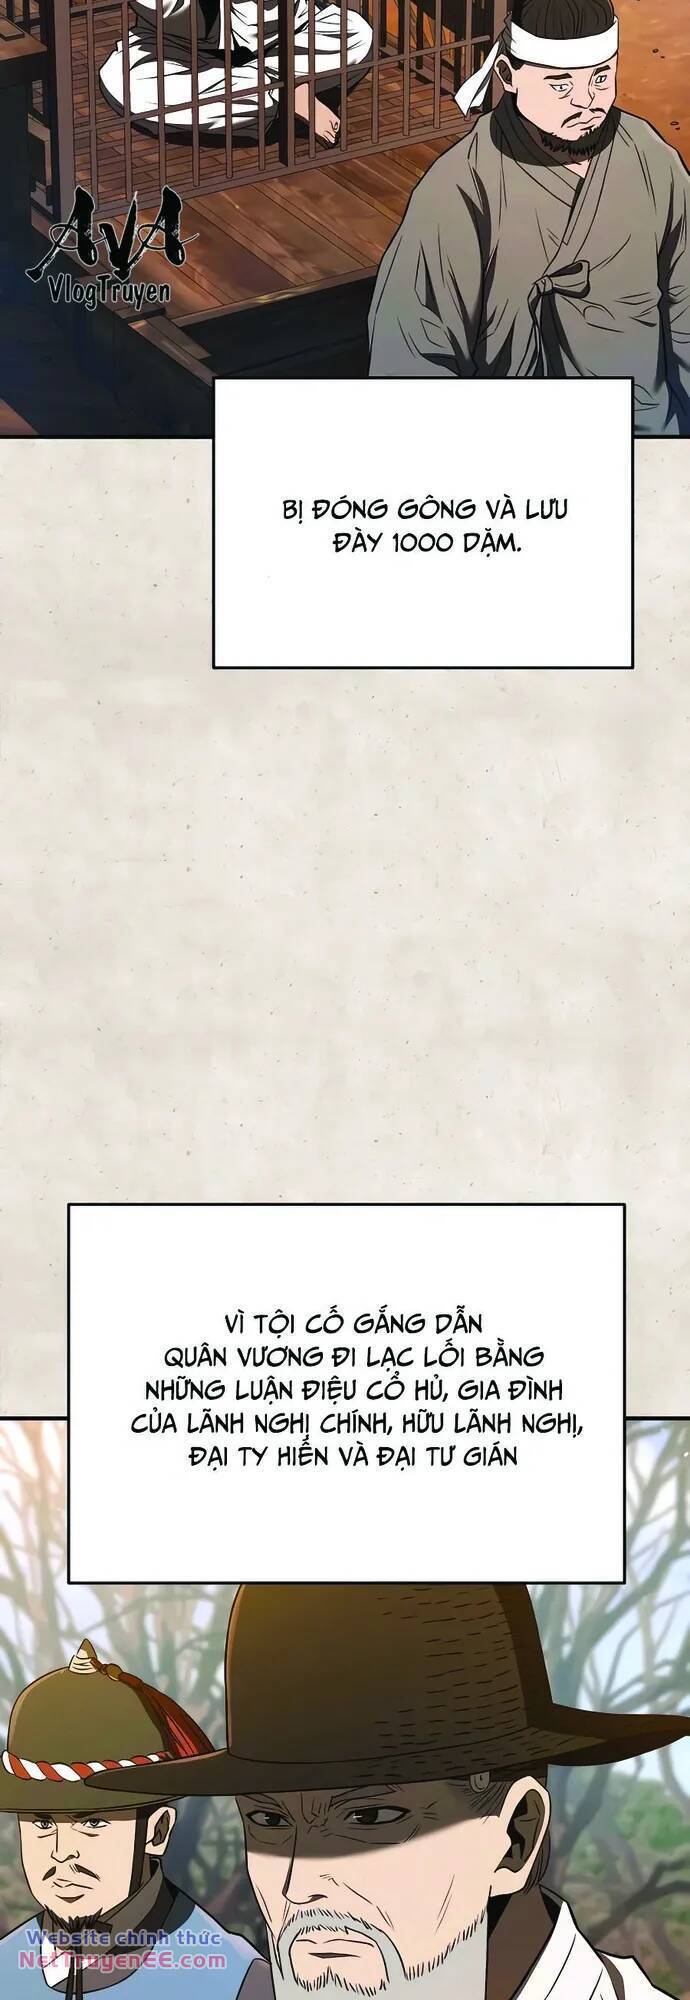 AVA
VlogTruyen
BỊ ĐÓNG GÔNG VÀ LƯU
ĐÀY 1000 DẶM.
VÌ TỘI CỐ GẮNG DẪN
QUÂN VƯƠNG ĐI LẠC LỐI BẰNG
NHỮNG LUẬN ĐIỆU CỔ HỦ, GIA ĐÌNH
CỦA LÃNH NGHỊ CHÍNH, HỮU LÃNH NGHỊ,
ĐẠI TY HIẾN VÀ ĐẠI TƯ GIÁN
Website chính thức
NetTruyenEE.com